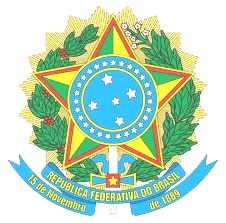 REPÚBLICA FEDERATIVA DO BRASIL
15 de Novembro
de 1889